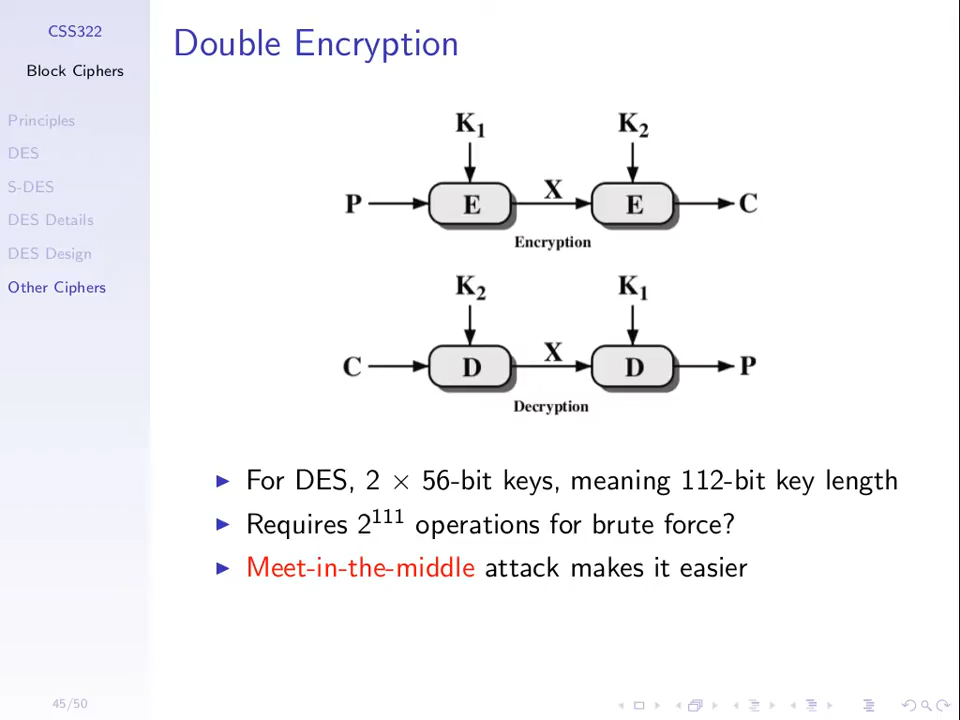 CSS322
Block Ciphers
Principles
DES
S-DES
DES Details
DES Design
Other Ciphers
45/50
Double Encryption
K₁ K₂
P E X E C
Encryption
K₂ K₁
C D X D P
Decryption
For DES, 2 × 56-bit keys, meaning 112-bit key length
Requires 2¹¹¹ operations for brute force?
Meet-in-the-middle attack makes it easier